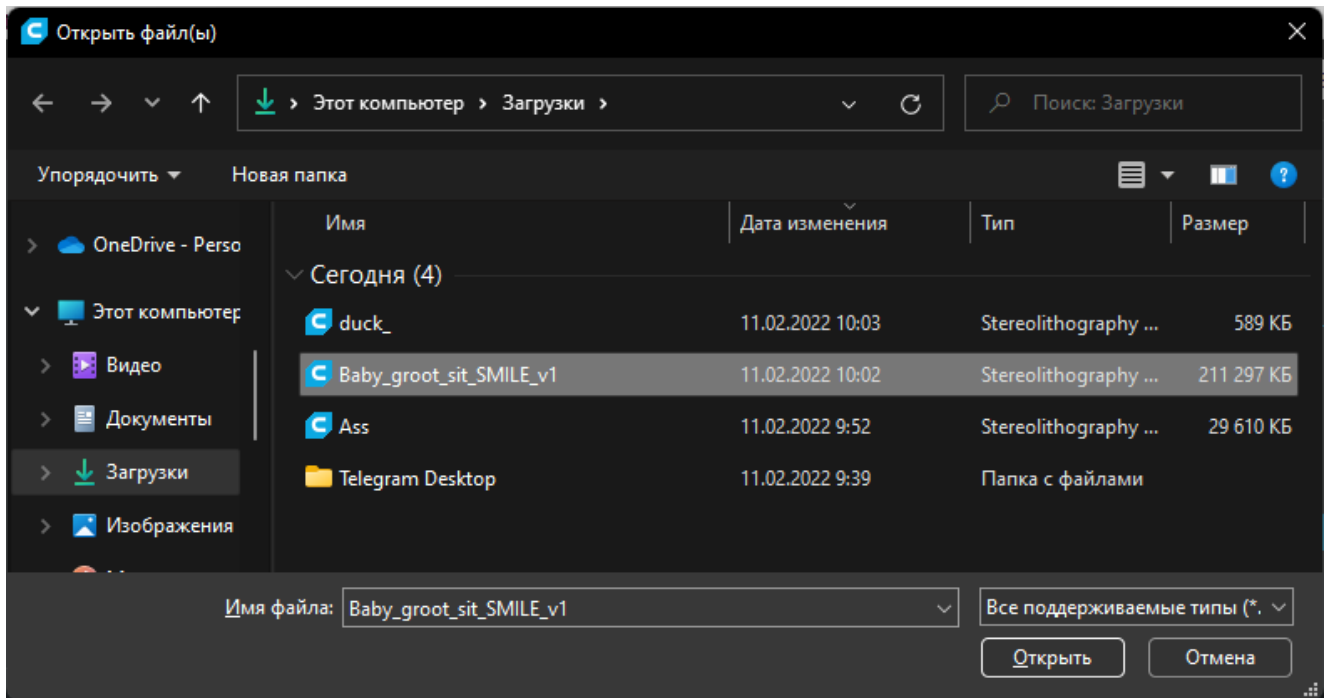 Открыть файл(ы)
Этот компьютер Загрузки
Поиск: Загрузки
Упорядочить Новая папка
Имя Дата изменения Тип Размер
OneDrive - Perso
Этот компьютер
Видео
Документы
Загрузки
Изображения
Сегодня (4)
duck_ 11.02.2022 10:03 Stereolithography ... 589 КБ
Baby_groot_sit_SMILE_v1 11.02.2022 10:02 Stereolithography ... 211 297 КБ
Ass 11.02.2022 9:52 Stereolithography ... 29 610 КБ
Telegram Desktop 11.02.2022 9:39 Папка с файлами
Имя файла: Baby_groot_sit_SMILE_v1 Все поддерживаемые типы (*.
Открыть Отмена